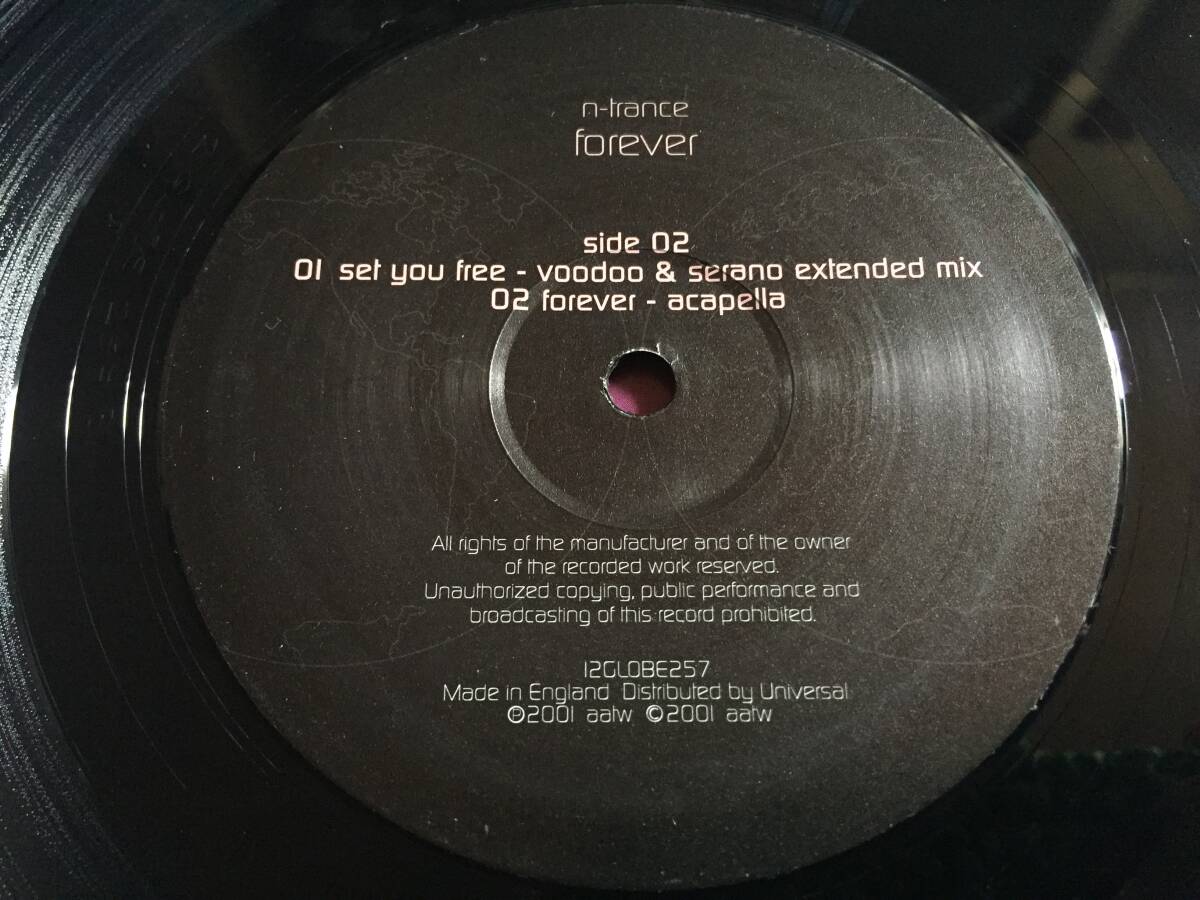 n-trance
forever
side 02
01 set you free - voodoo & serano extended mix
02 forever - acapella
All rights of the manufacturer and of the owner
of the recorded work reserved.
Unauthorized copying, public performance and
broadcasting of this record prohibited.
12GLOBE257
Made in England Distributed by Universal
℗2001 aatw ©2001 aatw